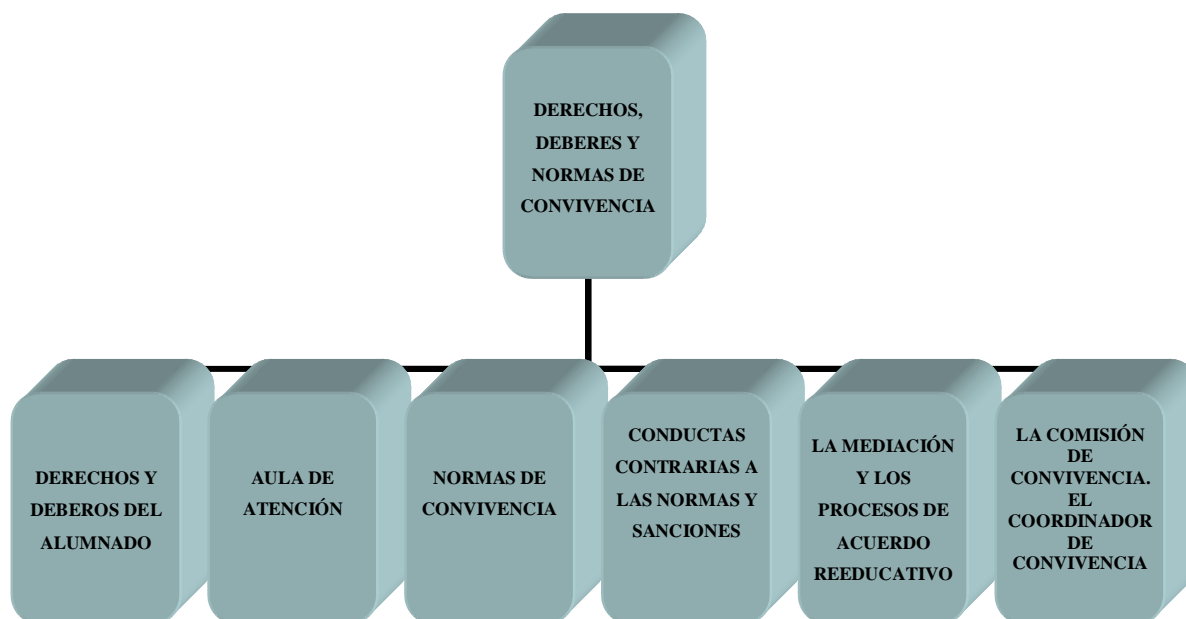 DERECHOS,
DEBERES Y
NORMAS DE
CONVIVENCIA
DERECHOS Y
DEBEROS DEL
ALUMNADO
AULA DE
ATENCIÓN
NORMAS DE
CONVIVENCIA
CONDUCTAS
CONTRARIAS A
LAS NORMAS Y
SANCIONES
LA MEDIACIÓN
Y LOS
PROCESOS DE
ACUERDO
REEDUCATIVO
LA COMISIÓN
DE
CONVIVENCIA.
EL
COORDINADOR
DE
CONVIVENCIA